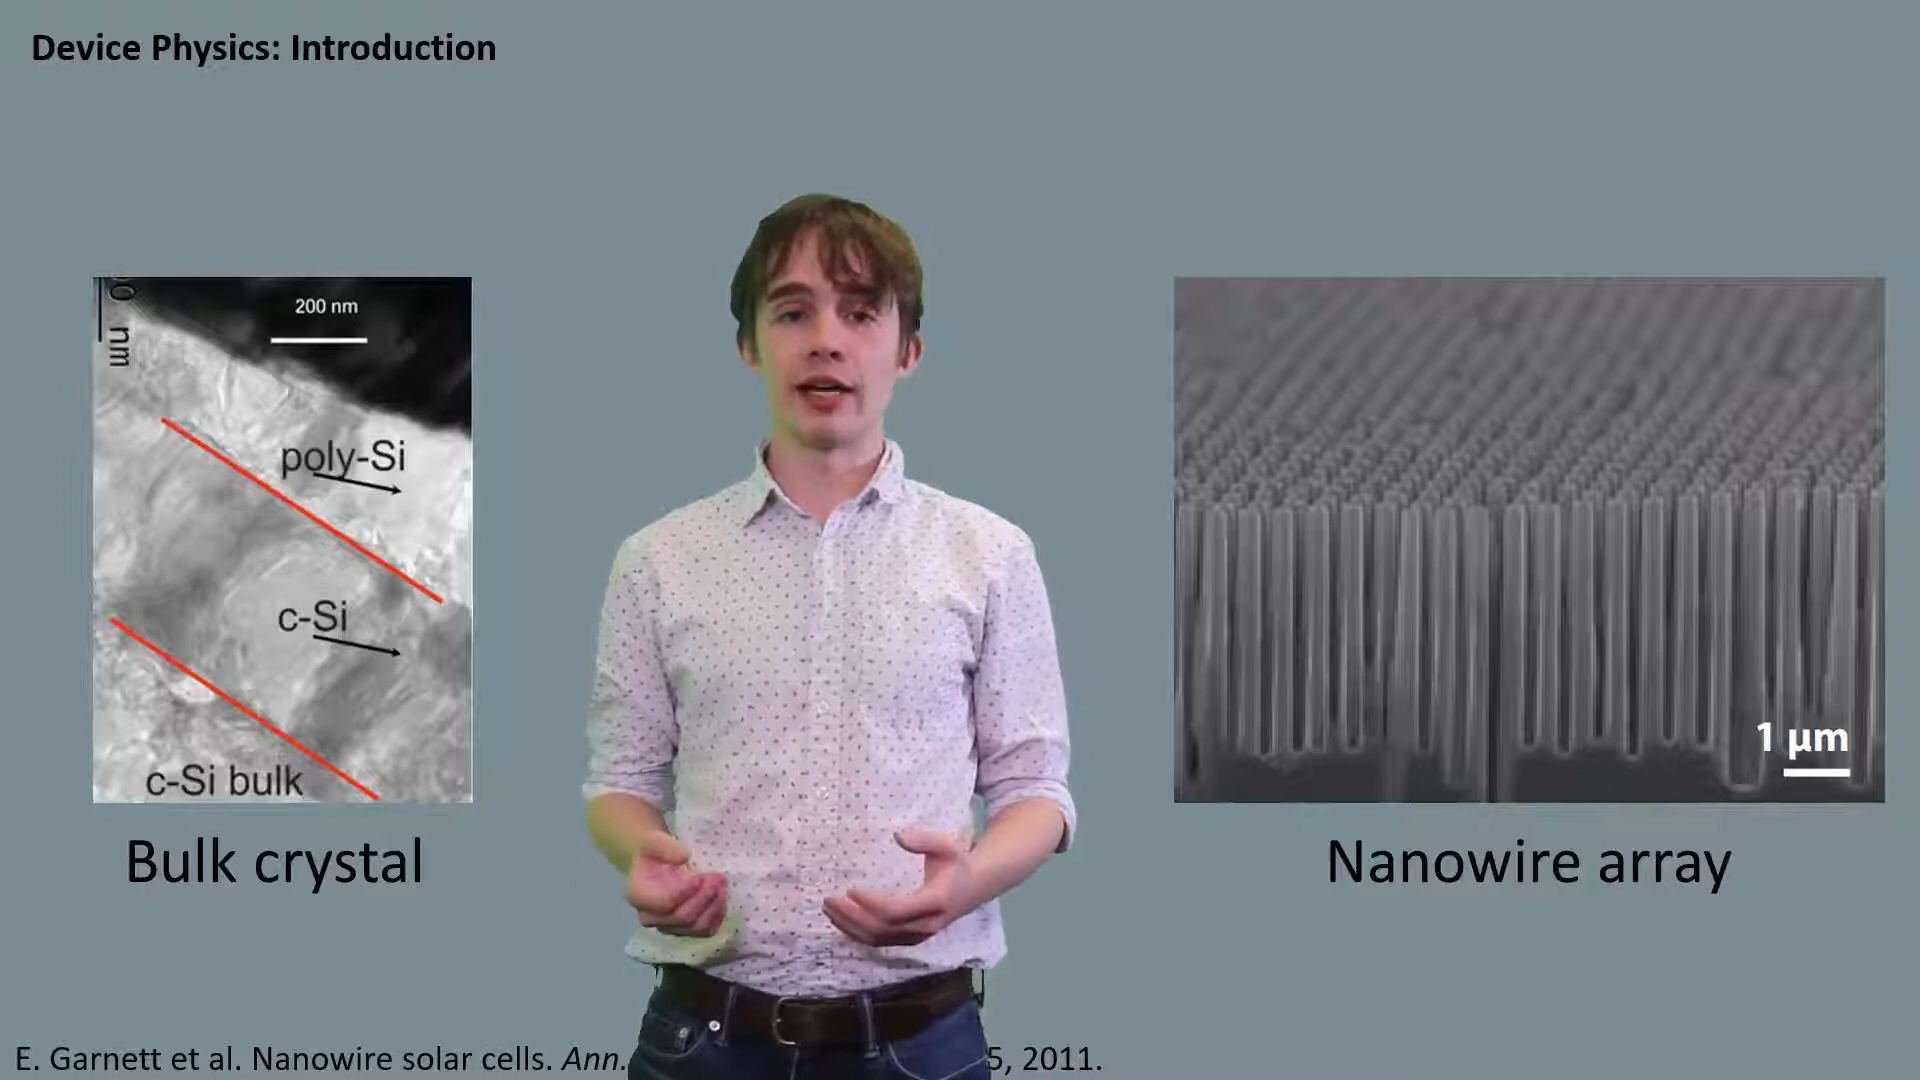 Device Physics: Introduction
00 nm
200 nm
poly-Si
c-Si
c-Si bulk
1 µm
Bulk crystal
Nanowire array
E. Garnett et al. Nanowire solar cells. Ann. 5, 2011.